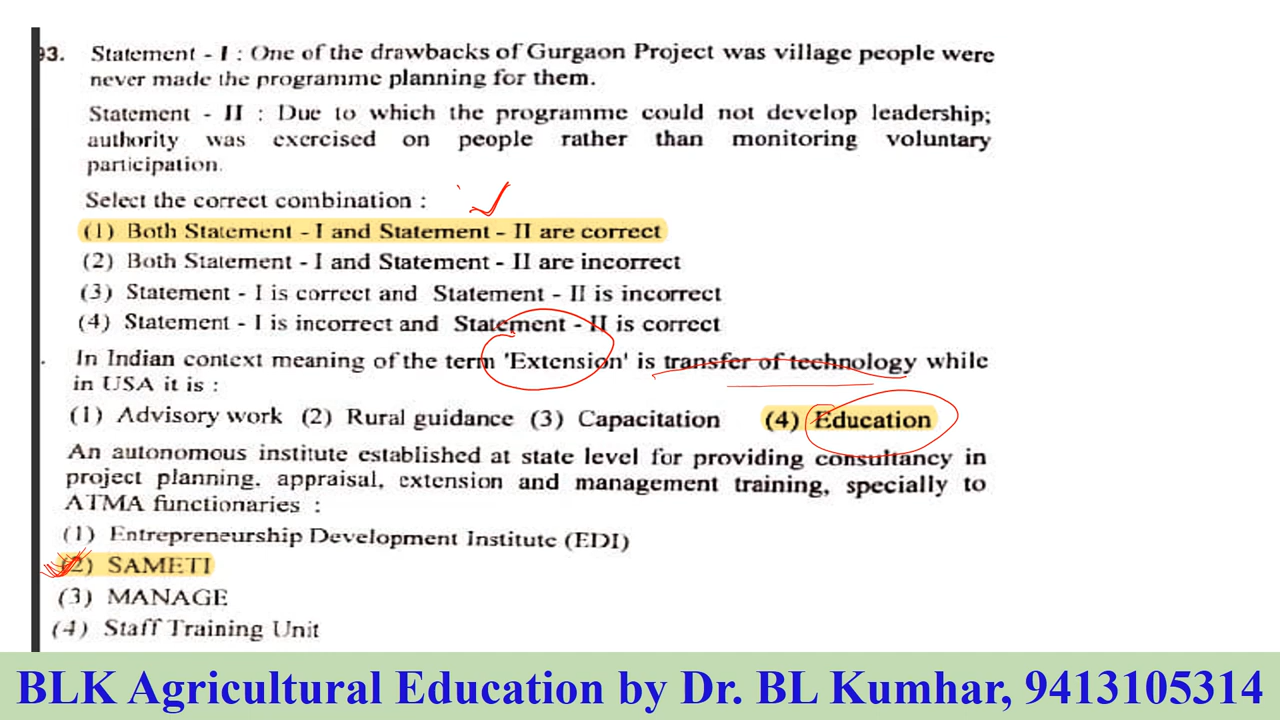 93. Statement - I : One of the drawbacks of Gurgaon Project was village people were
never made the programme planning for them.
Statement - II : Due to which the programme could not develop leadership;
authority was exercised on people rather than monitoring voluntary
participation.
Select the correct combination :
(1) Both Statement - I and Statement - II are correct
(2) Both Statement - I and Statement - II are incorrect
(3) Statement - I is correct and Statement - II is incorrect
(4) Statement - I is incorrect and Statement - II is correct
. In Indian context meaning of the term 'Extension' is transfer of technology while
in USA it is :
(1) Advisory work (2) Rural guidance (3) Capacitation (4) Education
An autonomous institute established at state level for providing consultancy in
project planning, appraisal, extension and management training, specially to
ATMA functionaries :
(1) Entrepreneurship Development Institute (EDI)
(2) SAMETI
(3) MANAGE
(4) Staff Training Unit
BLK Agricultural Education by Dr. BL Kumhar, 9413105314